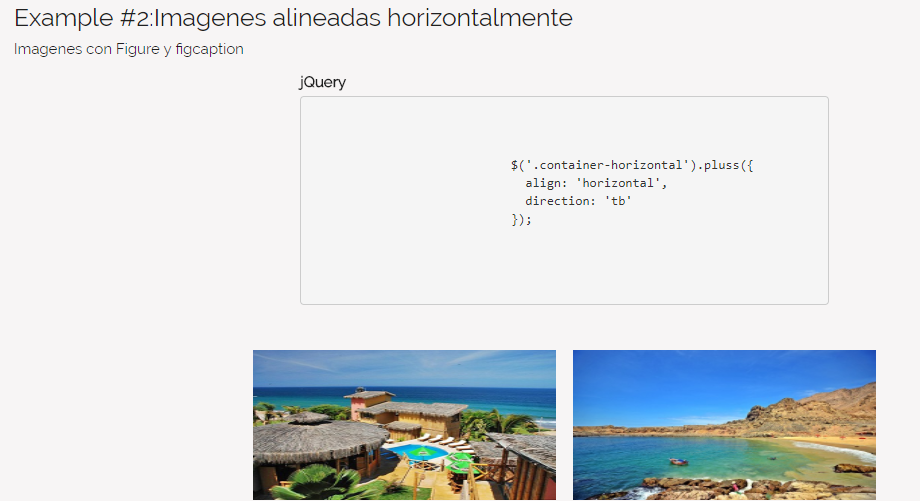 Example #2:Imagenes alineadas horizontalmente
Imagenes con Figure y figcaption
jQuery
$('.container-horizontal').pluss({
align: 'horizontal',
direction: 'tb'
});